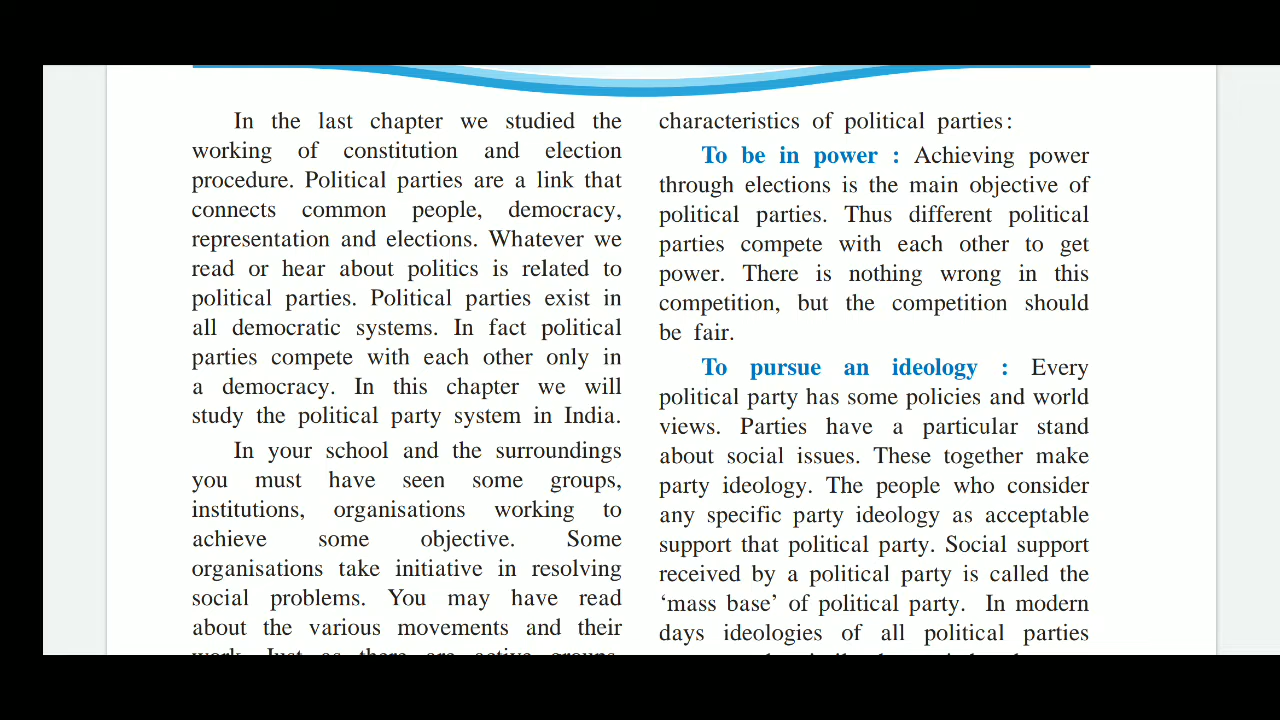 In the last chapter we studied the
working of constitution and election
procedure. Political parties are a link that
connects common people, democracy,
representation and elections. Whatever we
read or hear about politics is related to
political parties. Political parties exist in
all democratic systems. In fact political
parties compete with each other only in
a democracy. In this chapter we will
study the political party system in India.
In your school and the surroundings
you must have seen some groups,
institutions, organisations working to
achieve some objective. Some
organisations take initiative in resolving
social problems. You may have read
about the various movements and their
work. Just as there are active groups,
characteristics of political parties :
To be in power : Achieving power
through elections is the main objective of
political parties. Thus different political
parties compete with each other to get
power. There is nothing wrong in this
competition, but the competition should
be fair.
To pursue an ideology : Every
political party has some policies and world
views. Parties have a particular stand
about social issues. These together make
party ideology. The people who consider
any specific party ideology as acceptable
support that political party. Social support
received by a political party is called the
‘mass base’ of political party. In modern
days ideologies of all political parties